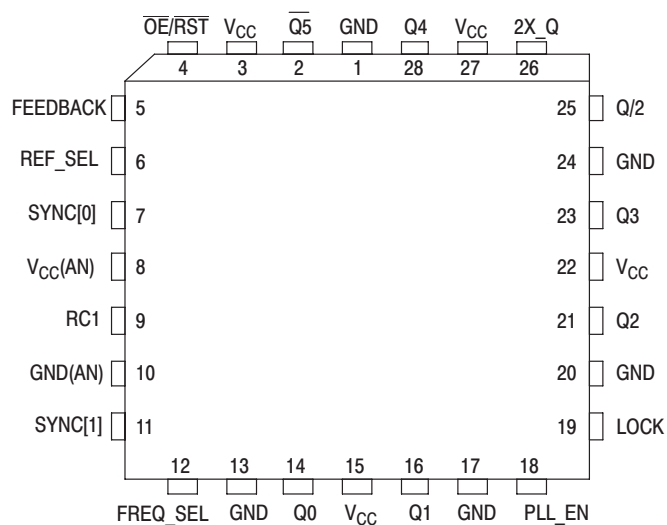 O̅E̅/R̅S̅T̅ VCC Q̅5̅ GND Q4 VCC 2X_Q
4 3 2 1 28 27 26
FEEDBACK 5 25 Q/2
REF_SEL 6 24 GND
SYNC[0] 7 23 Q3
VCC(AN) 8 22 VCC
RC1 9 21 Q2
GND(AN) 10 20 GND
SYNC[1] 11 19 LOCK
12 13 14 15 16 17 18
FREQ_SEL GND Q0 VCC Q1 GND PLL_EN